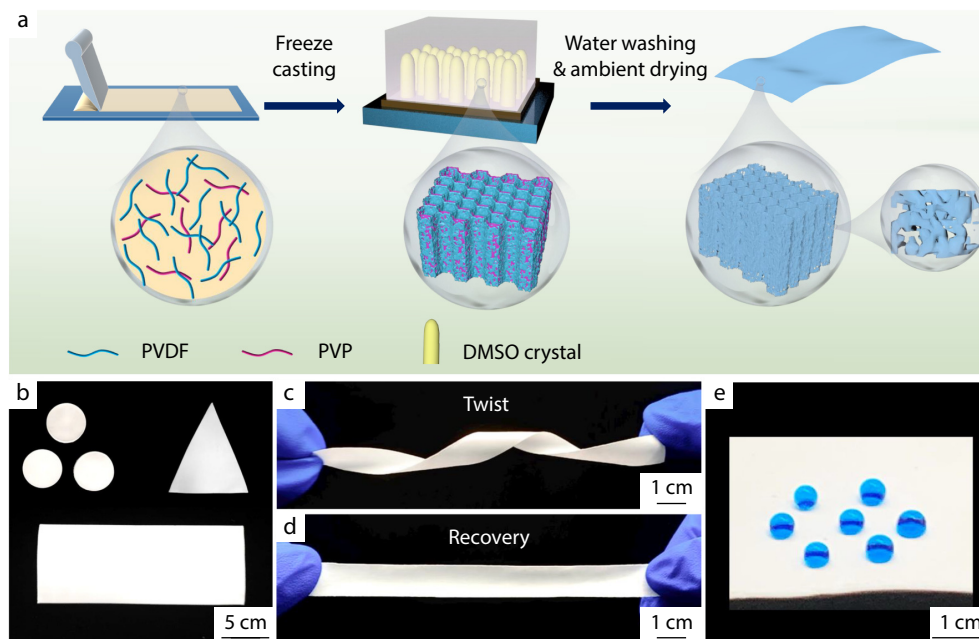 a
Freeze
casting
Water washing
& ambient drying
PVDF
PVP
DMSO crystal
b
5 cm
c
Twist
1 cm
d
Recovery
1 cm
e
1 cm